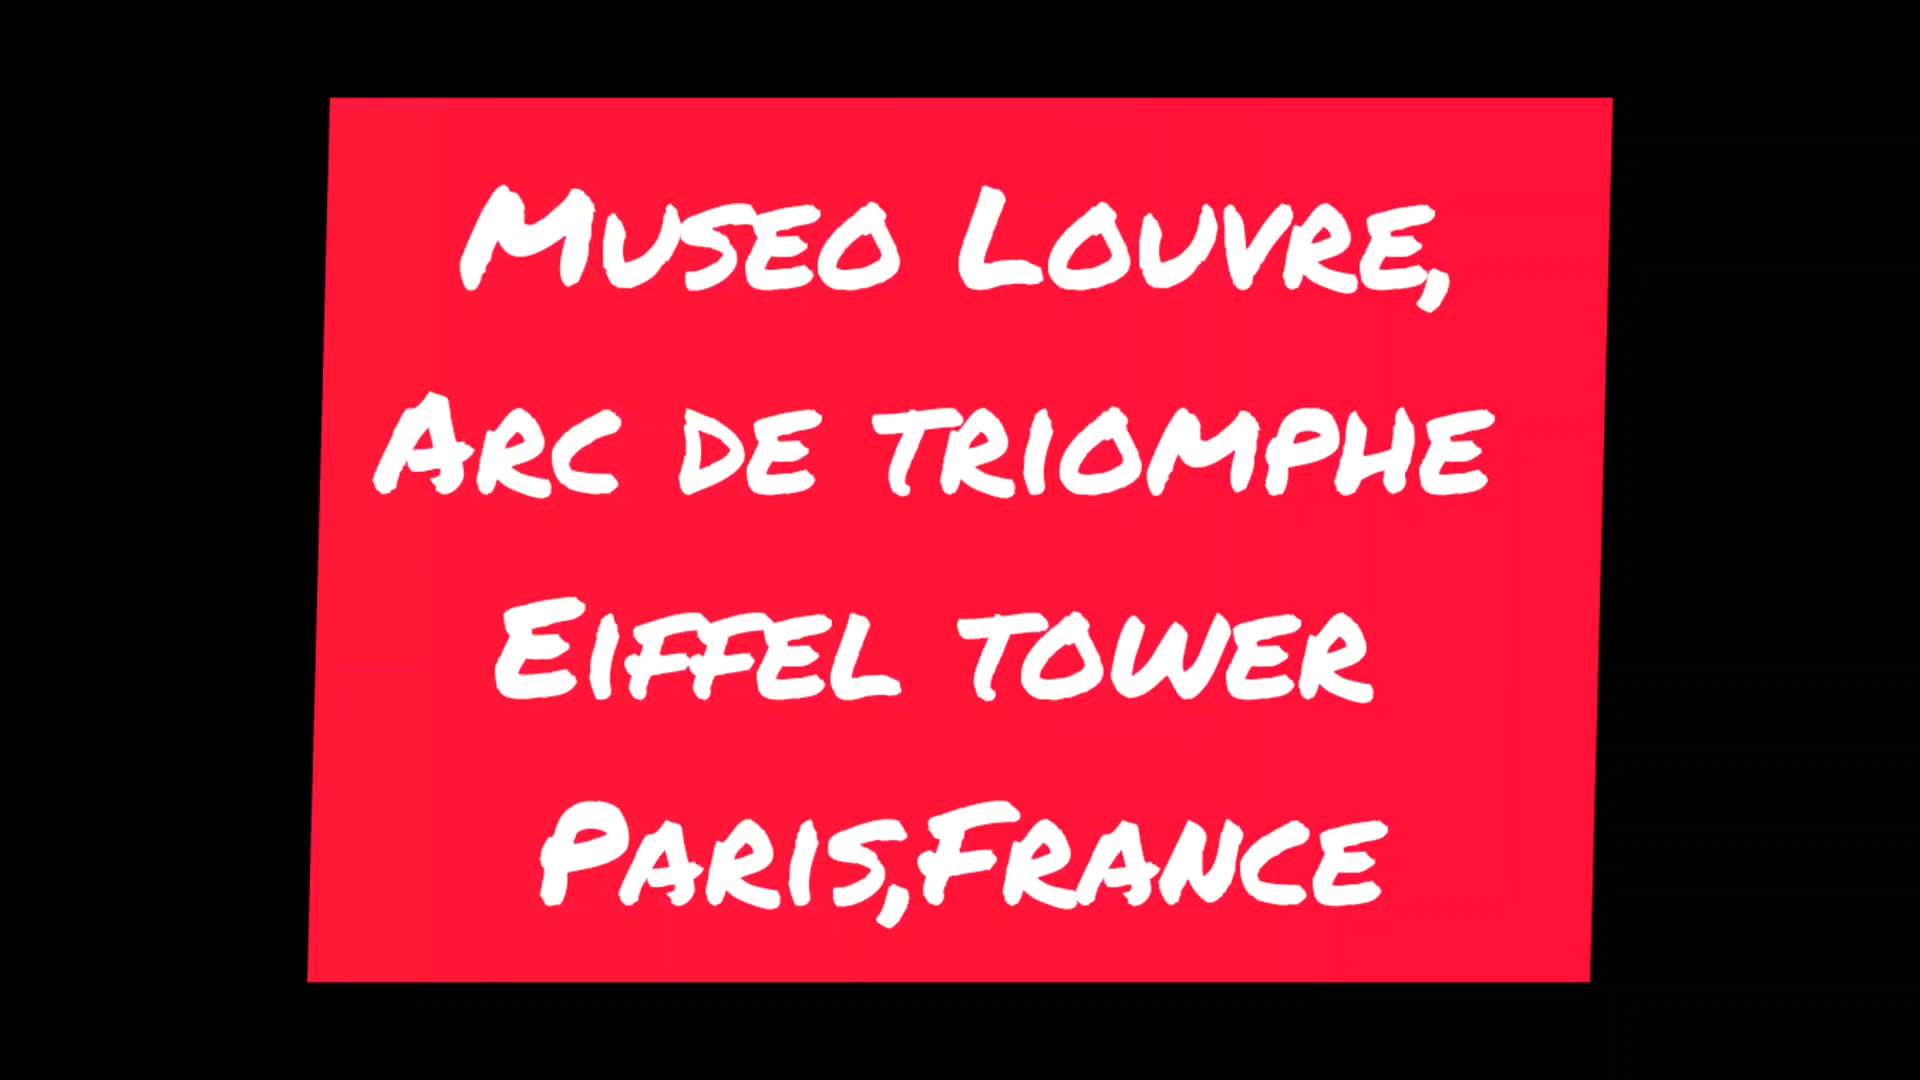 Museo Louvre,
Arc de triomphe
Eiffel tower
Paris,France